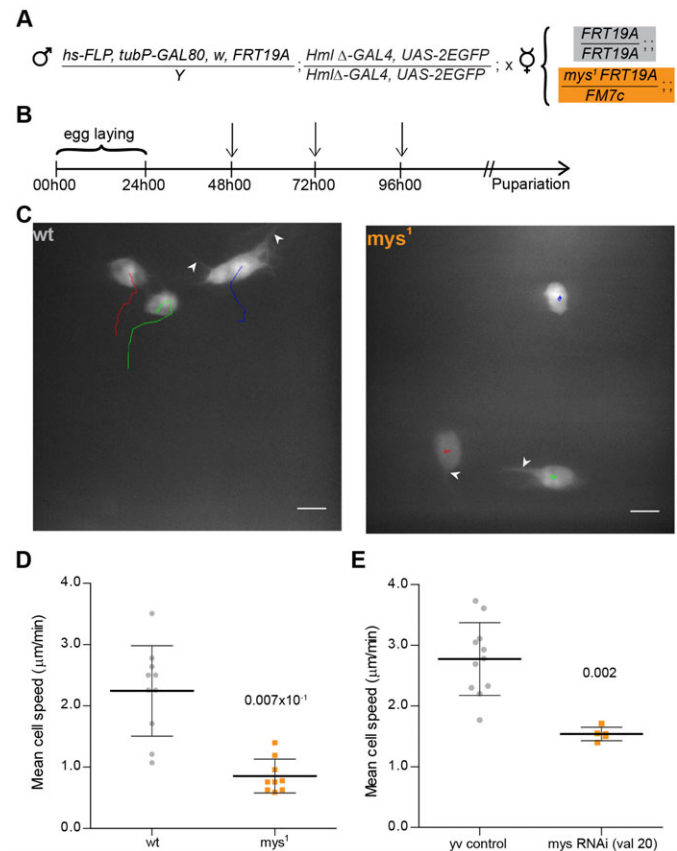 A
♂ hs-FLP, tubP-GAL80, w, FRT19A / Y ; Hml Δ-GAL4, UAS-2EGFP / HmlΔ-GAL4, UAS-2EGFP ; x ☿ {
FRT19A / FRT19A ;;
mys¹ FRT19A / FM7c ;;
B
egg laying
00h00 24h00 48h00 72h00 96h00 Pupariation
C
wt
mys¹
D
4.0
3.0
2.0
1.0
0.0
Mean cell speed (μm/min)
0.007x10⁻¹
wt mys¹
E
4.0
3.0
2.0
1.0
0.0
Mean cell speed (μm/min)
0.002
yv control mys RNAi (val 20)